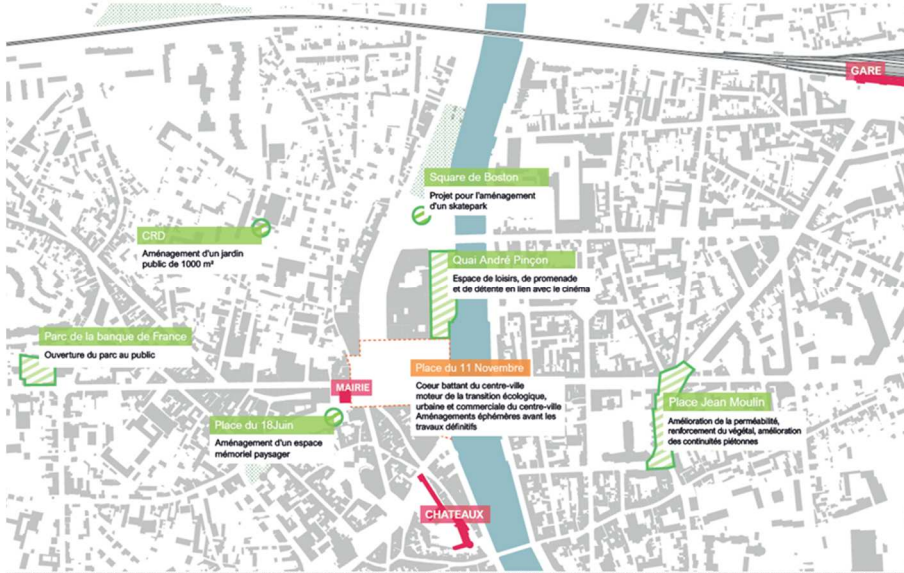 GARE
Square de Boston
Projet pour l'aménagement
d'un skatepark
CRD
Aménagement d'un jardin
public de 1000 m²
Quai André Pinçon
Espace de loisirs, de promenade
et de détente en lien avec le cinéma
Parc de la banque de France
Ouverture du parc au public
Place du 11 Novembre
Coeur battant du centre-ville
moteur de la transition écologique,
urbaine et commerciale du centre-ville
Aménagements éphémères avant les
travaux définitifs
MAIRIE
Place du 18Juin
Aménagement d'un espace
mémoriel paysager
Place Jean Moulin
Amélioration de la perméabilité,
renforcement du végétal, amélioration
des continuités piétonnes
CHATEAUX